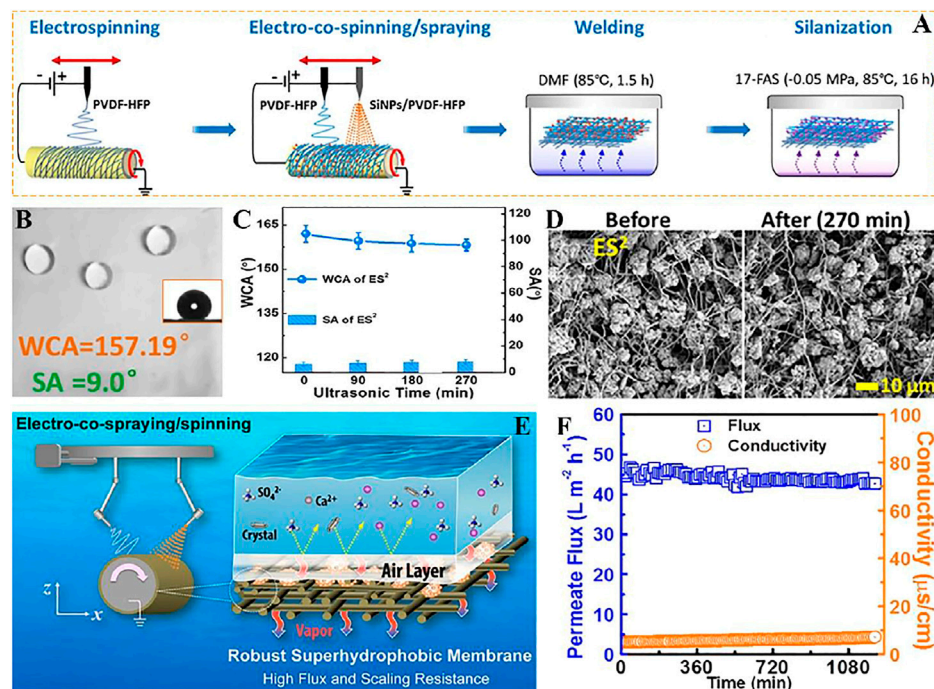 A
Electrospinning
Electro-co-spinning/spraying
Welding
Silanization
- +
PVDF-HFP
- +
PVDF-HFP
SiNPs/PVDF-HFP
DMF (85°C, 1.5 h)
17-FAS (-0.05 MPa, 85°C, 16 h)
B
WCA=157.19°
SA =9.0°
C
WCA (°)
165
150
135
120
WCA of ES²
SA of ES²
0 90 180 270
Ultrasonic Time (min)
120
100
80
60
40
20
0
SA(°)
D
Before
After (270 min)
ES²
10 µm
E
Electro-co-spraying/spinning
z
x
SO₄²⁻
Ca²⁺
Crystal
Air Layer
Vapor
Robust Superhydrophobic Membrane
High Flux and Scaling Resistance
F
Permeate Flux (L m⁻² h⁻¹)
60
50
40
30
20
10
0
Flux
Conductivity
0 360 720 1080
Time (min)
100
80
60
40
20
0
Conductivity (µs/cm)